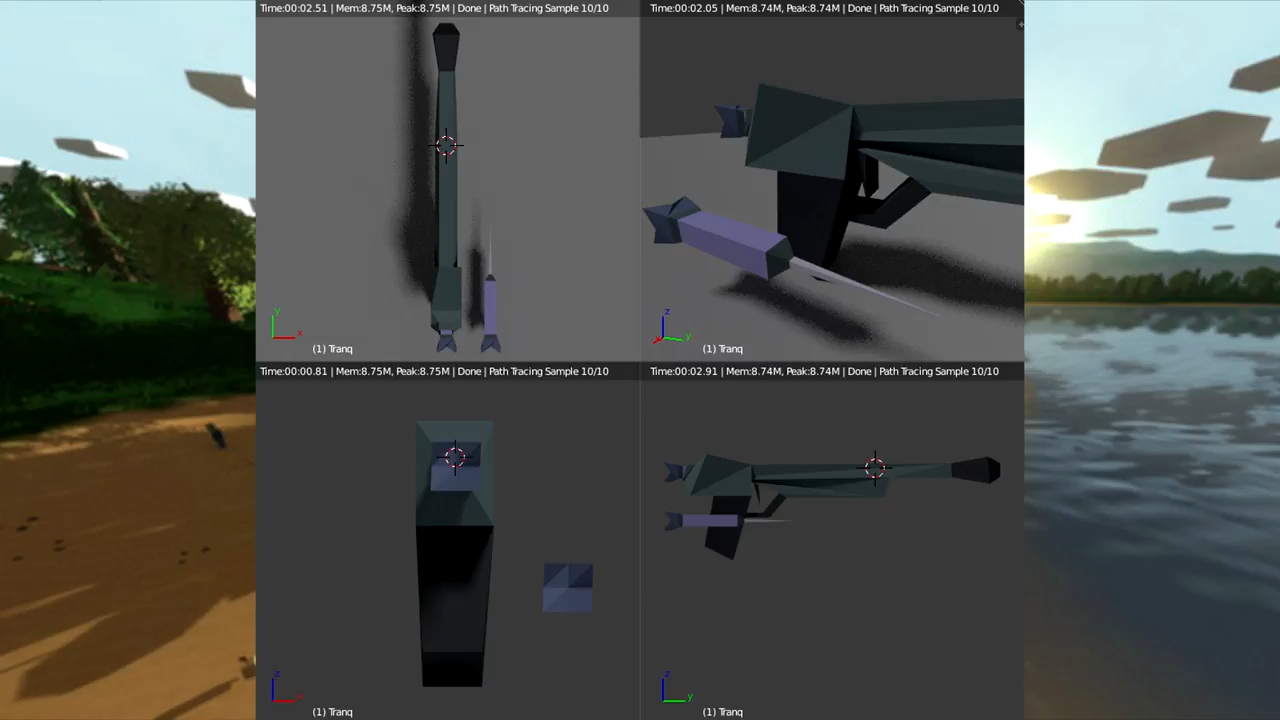 Time:00:02.51 | Mem:8.75M, Peak:8.75M | Done | Path Tracing Sample 10/10
Time:00:02.05 | Mem:8.74M, Peak:8.74M | Done | Path Tracing Sample 10/10
y
x
(1) Tranq
z
y
x
(1) Tranq
Time:00:00.81 | Mem:8.75M, Peak:8.75M | Done | Path Tracing Sample 10/10
Time:00:02.91 | Mem:8.74M, Peak:8.74M | Done | Path Tracing Sample 10/10
z
x
(1) Tranq
z
y
(1) Tranq